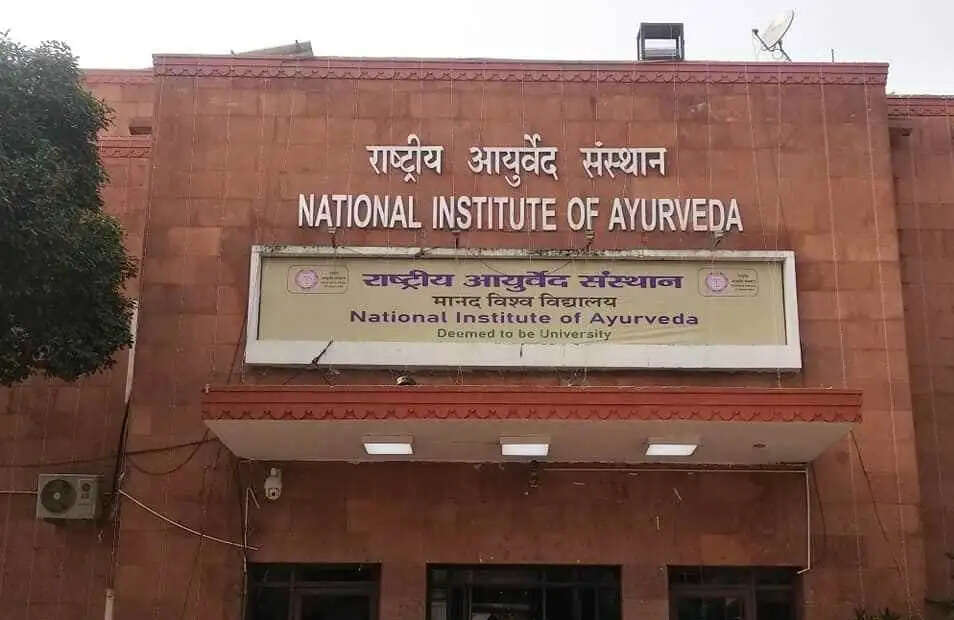 राष्ट्रीय आयुर्वेद संस्थान
NATIONAL INSTITUTE OF AYURVEDA
राष्ट्रीय आयुर्वेद संस्थान
मानद विश्व विद्यालय
National Institute of Ayurveda
Deemed to be University